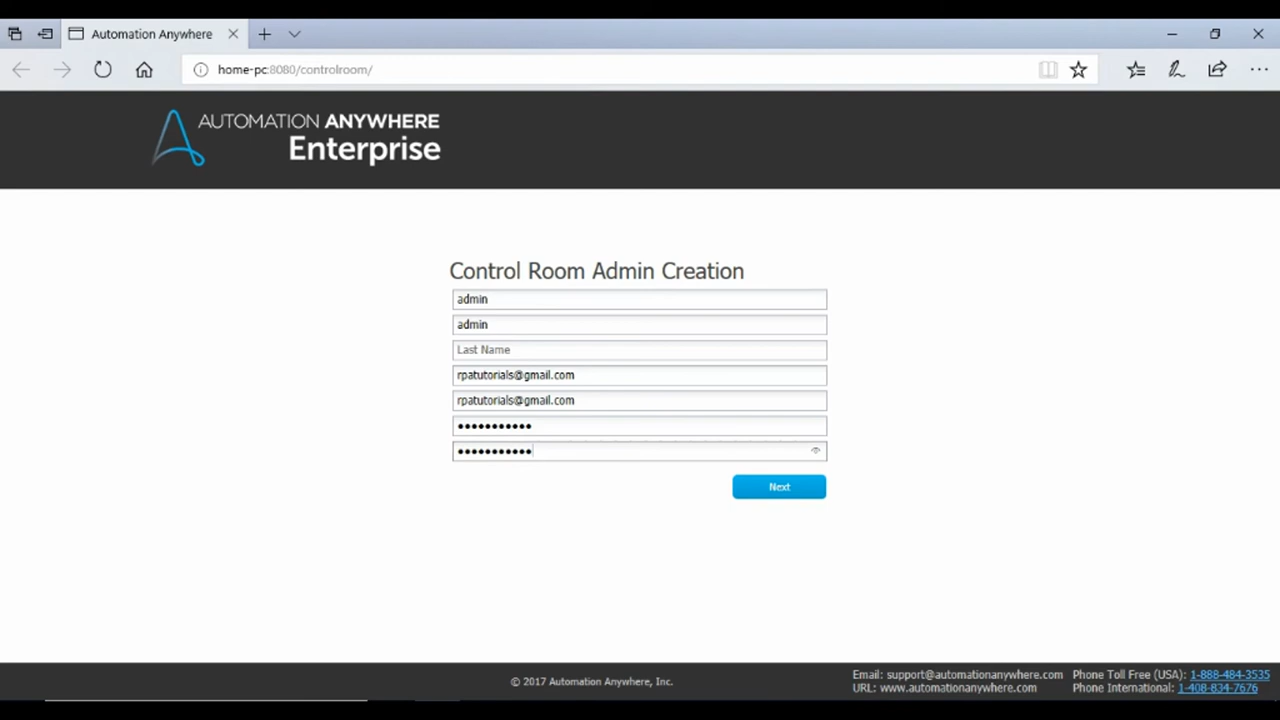 Automation Anywhere
home-pc:8080/controlroom/
AUTOMATION ANYWHERE
Enterprise
Control Room Admin Creation
admin
admin
Last Name
rpatutorials@gmail.com
rpatutorials@gmail.com
•••••••••••
•••••••••••
Next
© 2017 Automation Anywhere, Inc.
Email: support@automationanywhere.com Phone Toll Free (USA): 1-888-484-3535
URL: www.automationanywhere.com Phone International: 1-408-834-7676